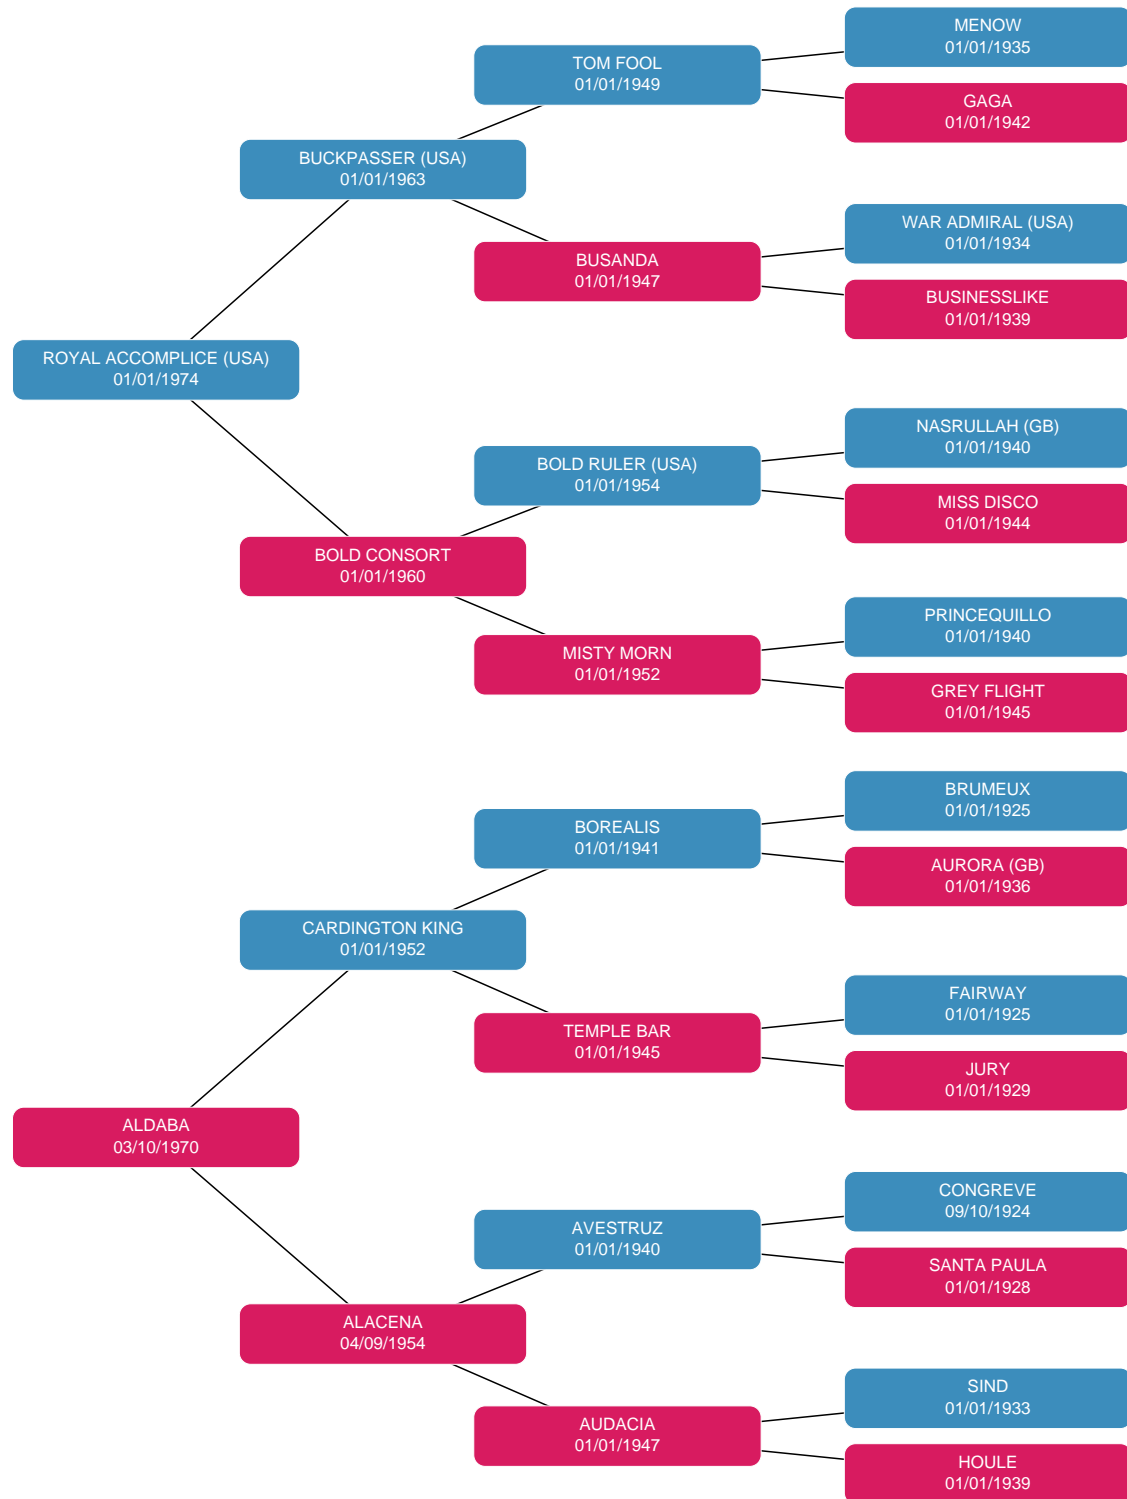 MENOW
01/01/1935
TOM FOOL
01/01/1949
GAGA
01/01/1942
BUCKPASSER (USA)
01/01/1963
WAR ADMIRAL (USA)
01/01/1934
BUSANDA
01/01/1947
BUSINESSLIKE
01/01/1939
ROYAL ACCOMPLICE (USA)
01/01/1974
NASRULLAH (GB)
01/01/1940
BOLD RULER (USA)
01/01/1954
MISS DISCO
01/01/1944
BOLD CONSORT
01/01/1960
PRINCEQUILLO
01/01/1940
MISTY MORN
01/01/1952
GREY FLIGHT
01/01/1945
BRUMEUX
01/01/1925
BOREALIS
01/01/1941
AURORA (GB)
01/01/1936
CARDINGTON KING
01/01/1952
FAIRWAY
01/01/1925
TEMPLE BAR
01/01/1945
JURY
01/01/1929
ALDABA
03/10/1970
CONGREVE
09/10/1924
AVESTRUZ
01/01/1940
SANTA PAULA
01/01/1928
ALACENA
04/09/1954
SIND
01/01/1933
AUDACIA
01/01/1947
HOULE
01/01/1939